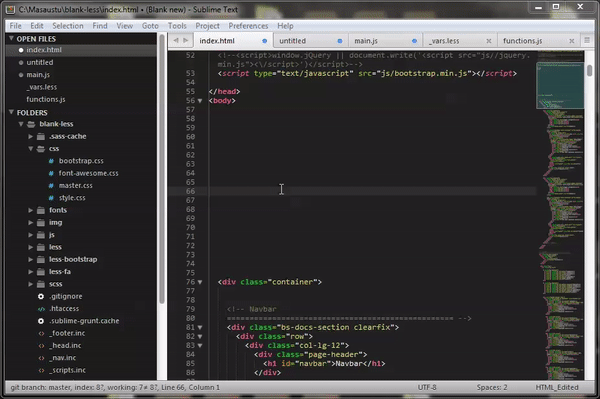 C:\Masaustu\blank-less\index.html • (Blank new) - Sublime Text
File Edit Selection Find View Goto Tools Project Preferences Help
OPEN FILES
index.html
untitled
main.js
_vars.less
functions.js
FOLDERS
blank-less
.sass-cache
css
bootstrap.css
font-awesome.css
master.css
style.css
fonts
img
js
less
less-bootstrap
less-fa
scss
.gitignore
.htaccess
.sublime-grunt.cache
_footer.inc
_head.inc
_nav.inc
_scripts.inc
index.html untitled main.js _vars.less functions.js
52 <!--<script>window.jQuery || document.write('<script src="js//jquery.
min.js"><\/script>')</script>-->
53 <script type="text/javascript" src="js/bootstrap.min.js"></script>
54
55 </head>
56 <body>
57
58
59
60
61
62
63
64
65
66
67
68
69
70
71
72
73
74
75
76 <div class="container">
77
78
79 <!-- Navbar
80 ================================================== -->
81 <div class="bs-docs-section clearfix">
82 <div class="row">
83 <div class="col-lg-12">
84 <div class="page-header">
85 <h1 id="navbar">Navbar</h1>
86 </div>
git branch: master, index: 8?, working: 7≠ 8?, Line 66, Column 1 UTF-8 Spaces: 2 HTML_Edited